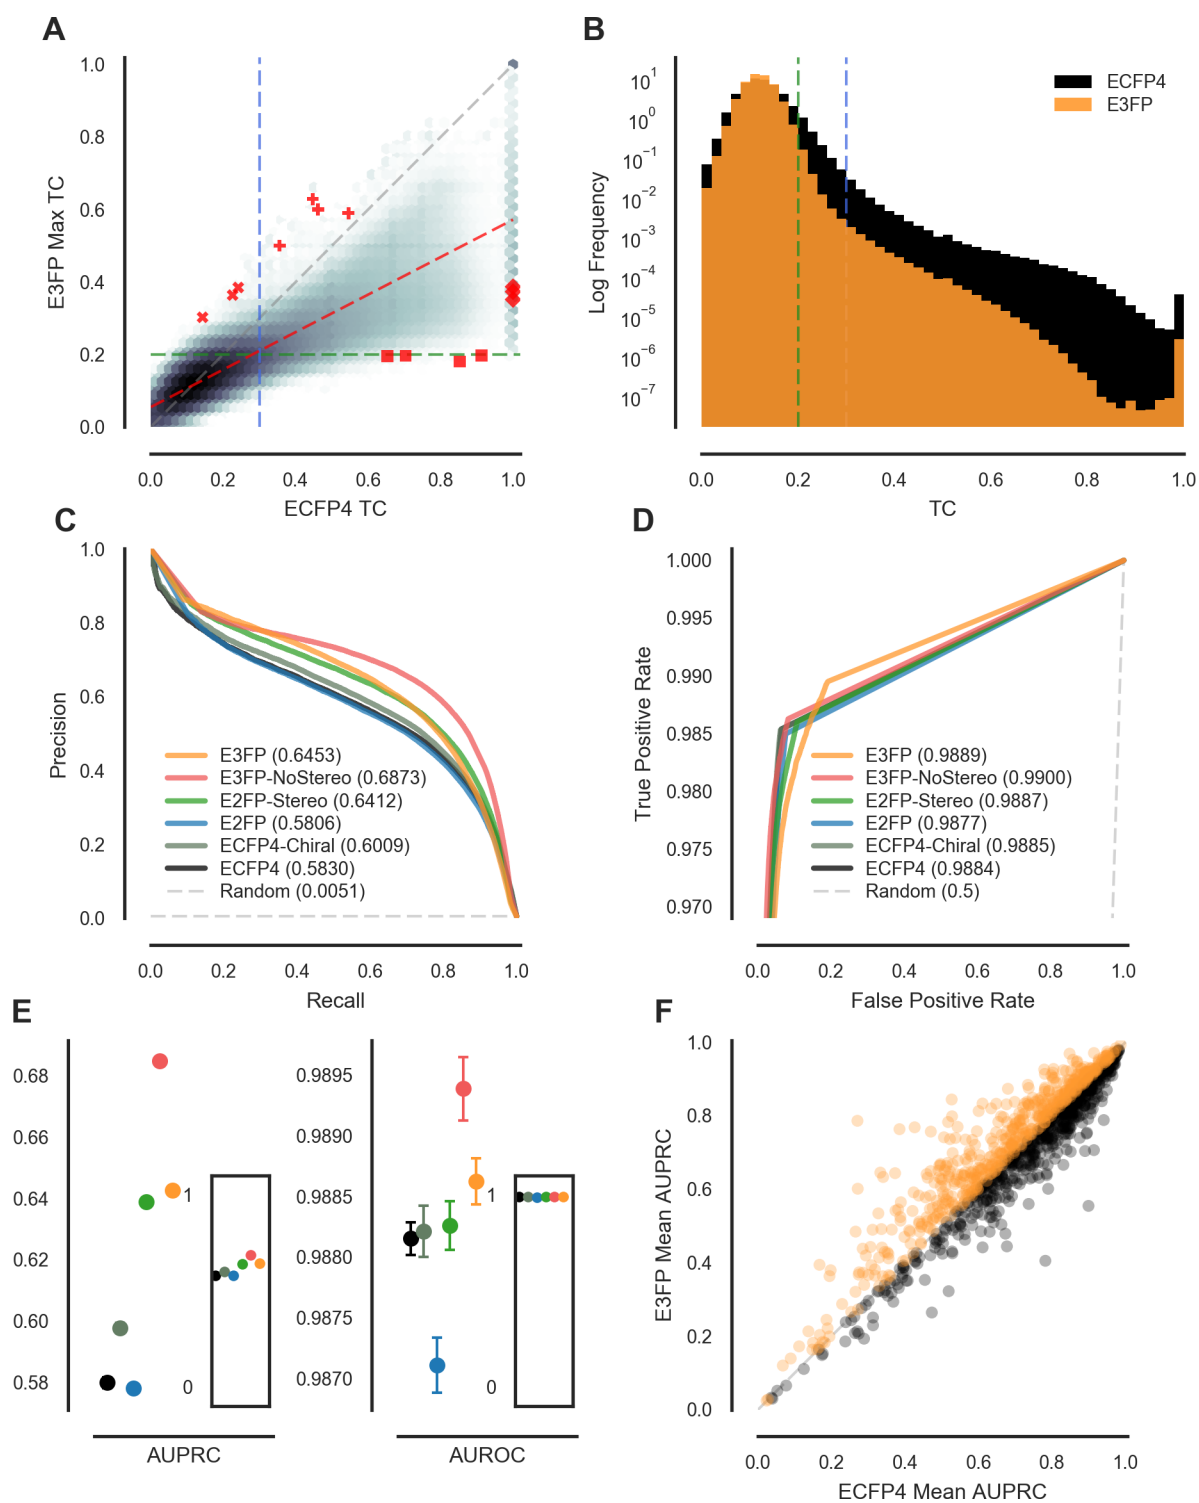 A
1.0
0.8
0.6
0.4
0.2
0.0
E3FP Max TC
0.0 0.2 0.4 0.6 0.8 1.0
ECFP4 TC
B
10^1
10^0
10^-1
10^-2
10^-3
10^-4
10^-5
10^-6
10^-7
Log Frequency
ECFP4
E3FP
0.0 0.2 0.4 0.6 0.8 1.0
TC
C
1.0
0.8
0.6
0.4
0.2
0.0
Precision
E3FP (0.6453)
E3FP-NoStereo (0.6873)
E2FP-Stereo (0.6412)
E2FP (0.5806)
ECFP4-Chiral (0.6009)
ECFP4 (0.5830)
Random (0.0051)
0.0 0.2 0.4 0.6 0.8 1.0
Recall
D
1.000
0.995
0.990
0.985
0.980
0.975
0.970
True Positive Rate
E3FP (0.9889)
E3FP-NoStereo (0.9900)
E2FP-Stereo (0.9887)
E2FP (0.9877)
ECFP4-Chiral (0.9885)
ECFP4 (0.9884)
Random (0.5)
0.0 0.2 0.4 0.6 0.8 1.0
False Positive Rate
E
0.68
0.66
0.64
0.62
0.60
0.58
1
0
AUPRC
0.9895
0.9890
0.9885
0.9880
0.9875
0.9870
1
0
AUROC
F
1.0
0.8
0.6
0.4
0.2
0.0
E3FP Mean AUPRC
0.0 0.2 0.4 0.6 0.8 1.0
ECFP4 Mean AUPRC